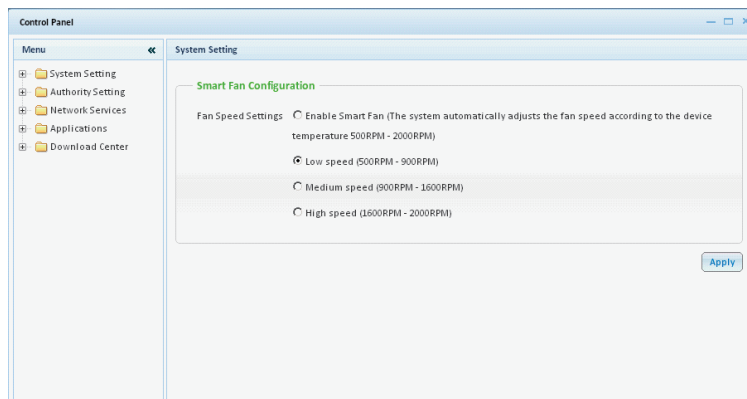 Control Panel
Menu
System Setting
System Setting
Authority Setting
Network Services
Applications
Download Center
Smart Fan Configuration
Fan Speed Settings
Enable Smart Fan (The system automatically adjusts the fan speed according to the device
temperature 500RPM - 2000RPM)
Low speed (500RPM - 900RPM)
Medium speed (900RPM - 1600RPM)
High speed (1600RPM - 2000RPM)
Apply